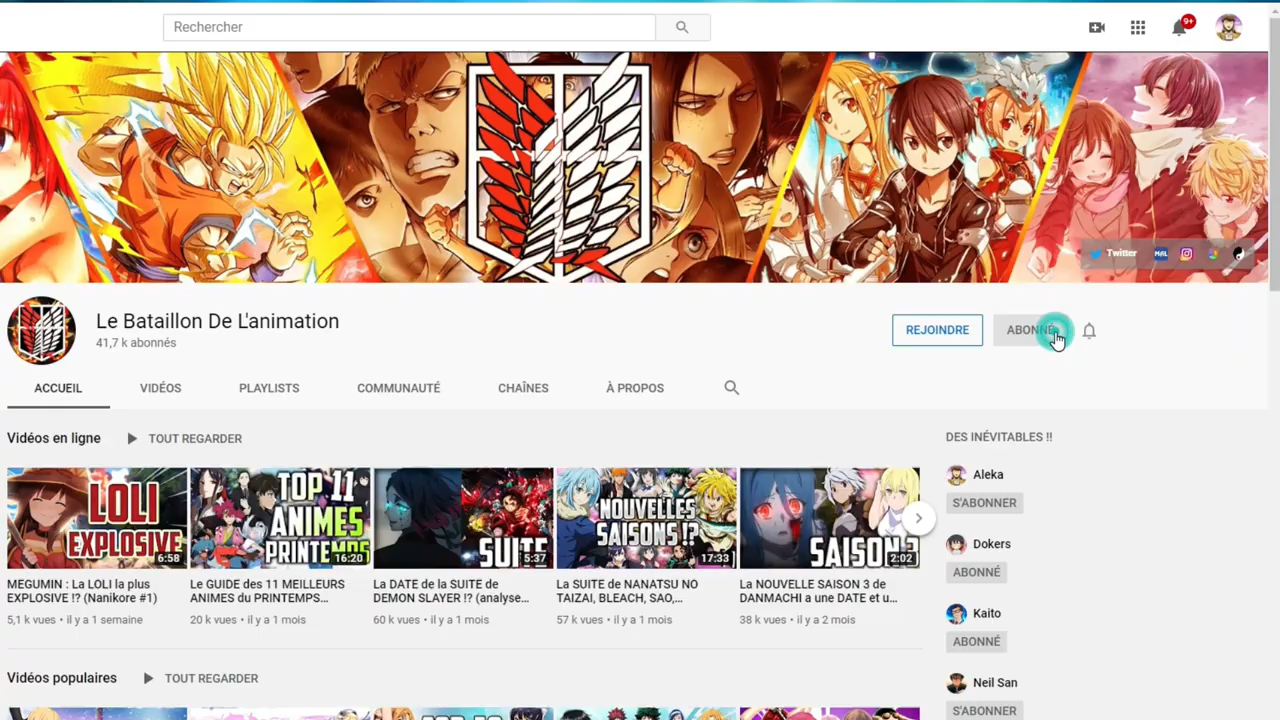 Rechercher
9+
Twitter
MAL
Le Bataillon De L'animation
41,7 k abonnés
REJOINDRE
ABONNÉ
ACCUEIL
VIDÉOS
PLAYLISTS
COMMUNAUTÉ
CHAÎNES
À PROPOS
Vidéos en ligne
TOUT REGARDER
DES INÉVITABLES !!
LOLI
EXPLOSIVE
6:58
TOP 11
ANIMES
PRINTEMPS
16:20
SUITE
5:37
NOUVELLES
SAISONS !?
17:33
SAISON 3
2:02
MEGUMIN : La LOLI la plus
EXPLOSIVE !? (Nanikore #1)
5,1 k vues • il y a 1 semaine
Le GUIDE des 11 MEILLEURS
ANIMES du PRINTEMPS...
20 k vues • il y a 1 mois
La DATE de la SUITE de
DEMON SLAYER !? (analyse...
60 k vues • il y a 1 mois
La SUITE de NANATSU NO
TAIZAI, BLEACH, SAO,...
57 k vues • il y a 1 mois
La NOUVELLE SAISON 3 de
DANMACHI a une DATE et u...
38 k vues • il y a 2 mois
Aleka
S'ABONNER
Dokers
ABONNÉ
Kaito
ABONNÉ
Neil San
S'ABONNER
Vidéos populaires
TOUT REGARDER